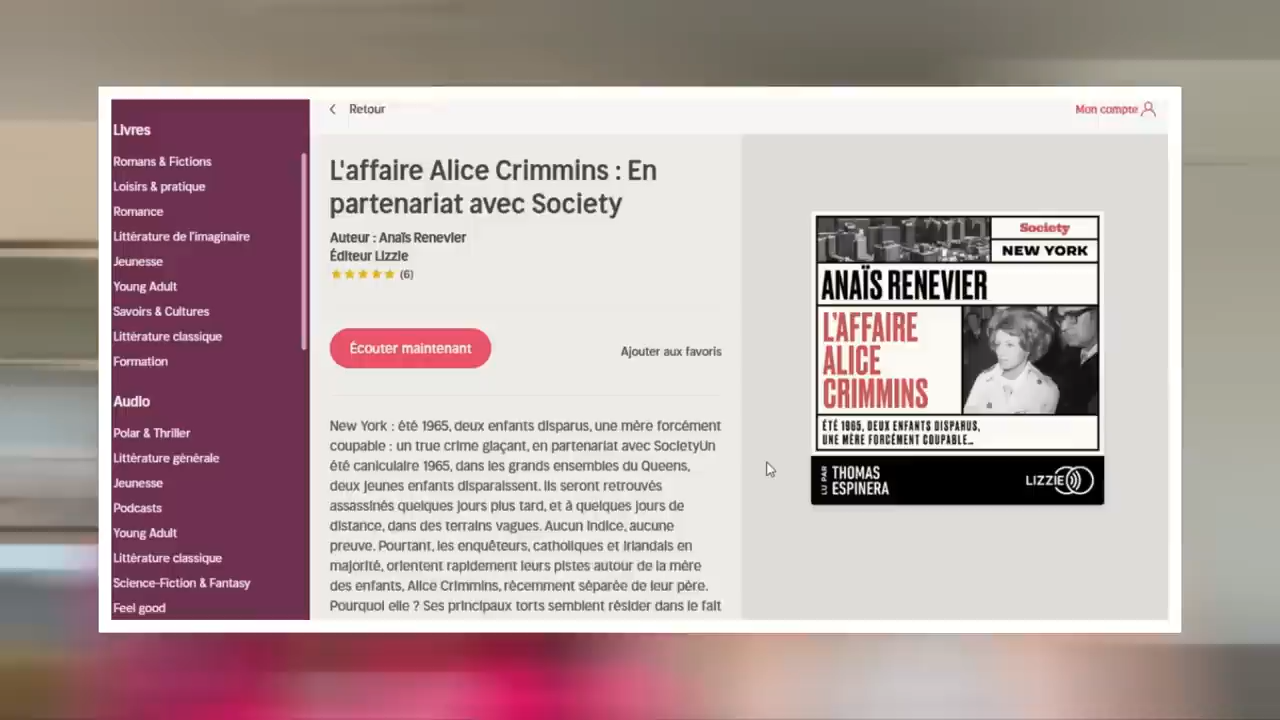 Livres
Romans & Fictions
Loisirs & pratique
Romance
Littérature de l'imaginaire
Jeunesse
Young Adult
Savoirs & Cultures
Littérature classique
Formation
Audio
Polar & Thriller
Littérature générale
Jeunesse
Podcasts
Young Adult
Littérature classique
Science-Fiction & Fantasy
Feel good
Retour
Mon compte
L'affaire Alice Crimmins : En
partenariat avec Society
Auteur : Anaïs Renevier
Éditeur Lizzie
(6)
Écouter maintenant
Ajouter aux favoris
New York : été 1965, deux enfants disparus, une mère forcément
coupable : un true crime glaçant, en partenariat avec SocietyUn
été caniculaire 1965, dans les grands ensembles du Queens,
deux jeunes enfants disparaissent. Ils seront retrouvés
assassinés quelques jours plus tard, et à quelques jours de
distance, dans des terrains vagues. Aucun indice, aucune
preuve. Pourtant, les enquêteurs, catholiques et irlandais en
majorité, orientent rapidement leurs pistes autour de la mère
des enfants, Alice Crimmins, récemment séparée de leur père.
Pourquoi elle ? Ses principaux torts semblent résider dans le fait
Society
NEW YORK
ANAÏS RENEVIER
L'AFFAIRE
ALICE
CRIMMINS
ÉTÉ 1965, DEUX ENFANTS DISPARUS,
UNE MÈRE FORCÉMENT COUPABLE...
LU PAR
THOMAS
ESPINERA
LIZZIE